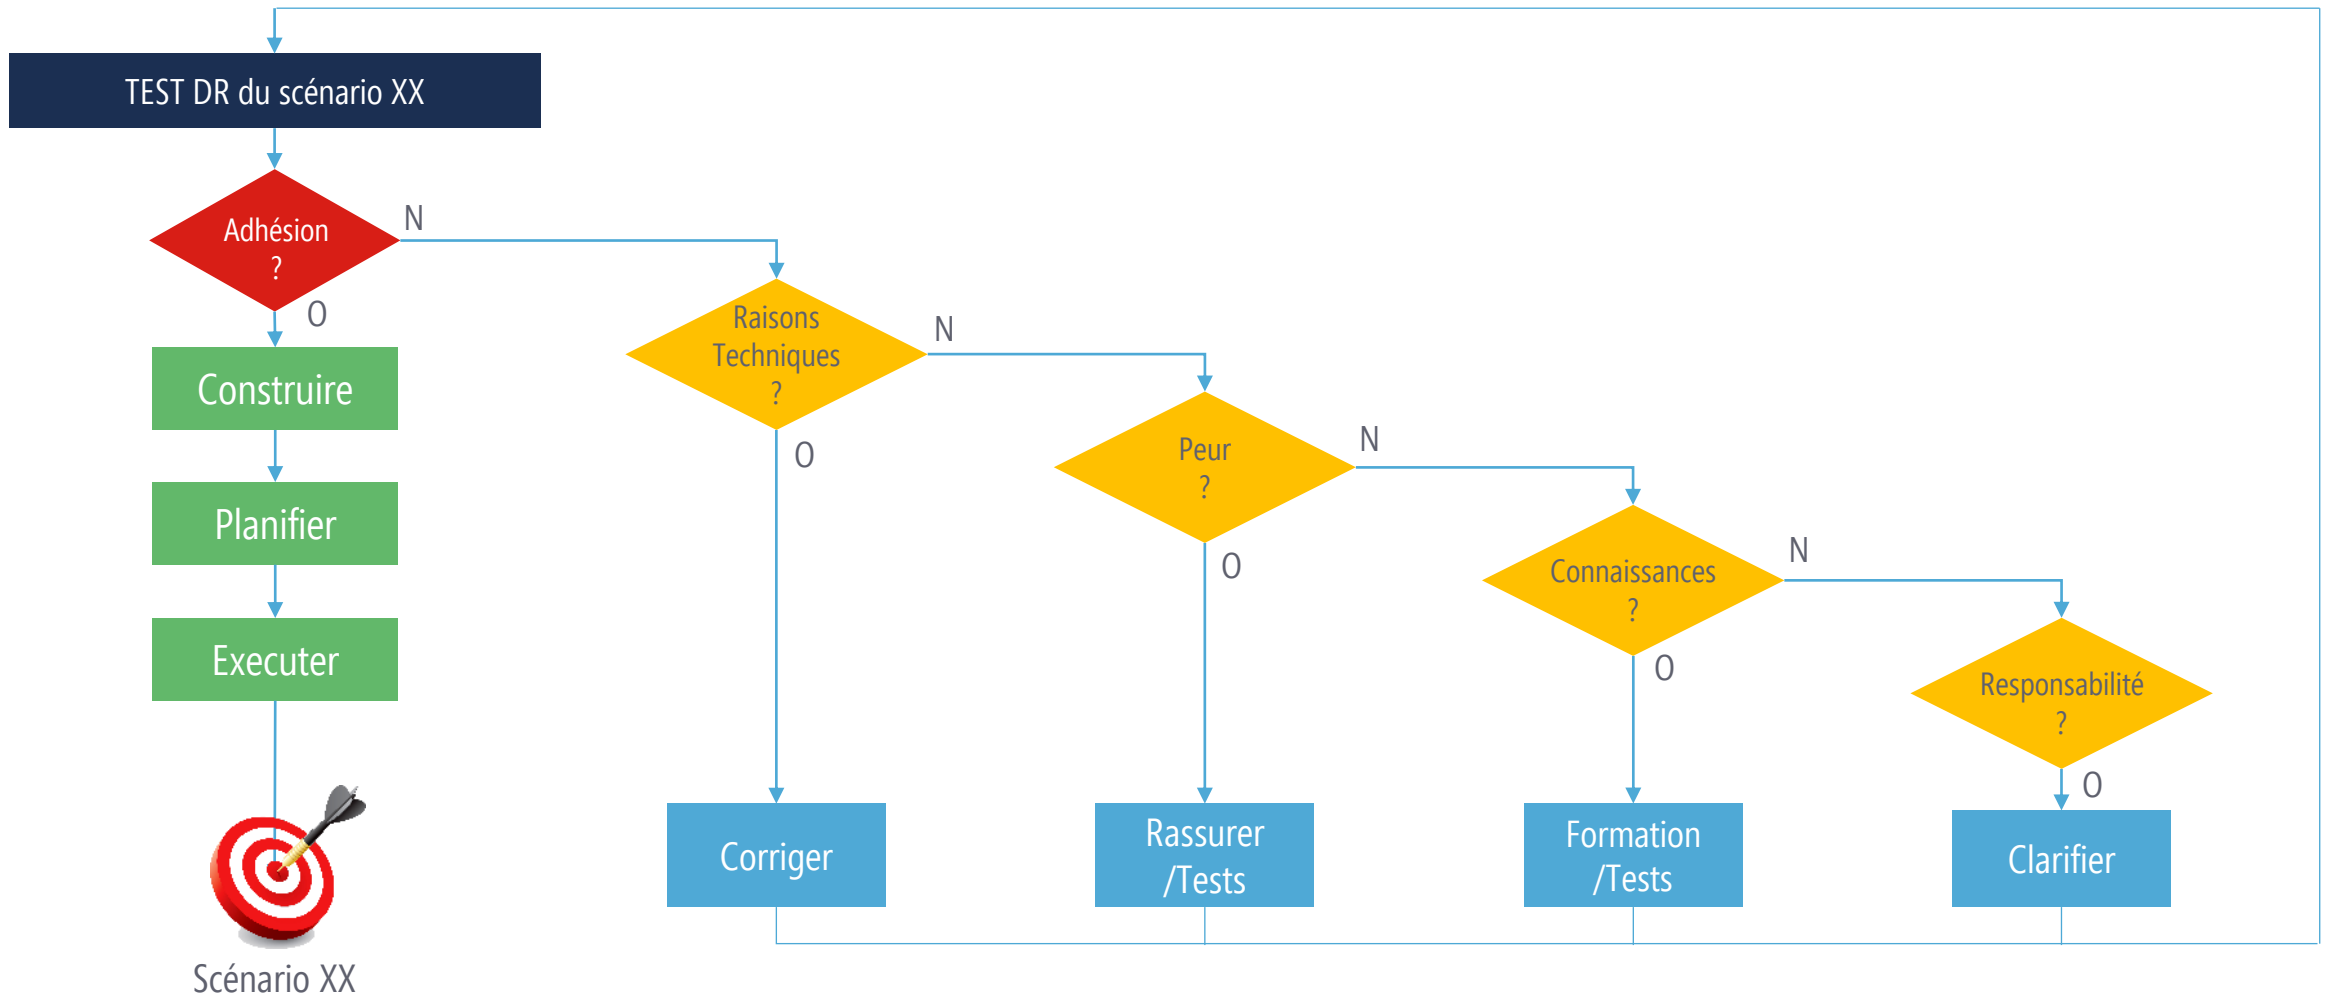 TEST DR du scénario XX
Adhésion
?
N
O
Construire
Planifier
Executer
Scénario XX
Raisons
Techniques
?
N
O
Corriger
Peur
?
N
O
Rassurer
/Tests
Connaissances
?
N
O
Formation
/Tests
Responsabilité
?
O
Clarifier